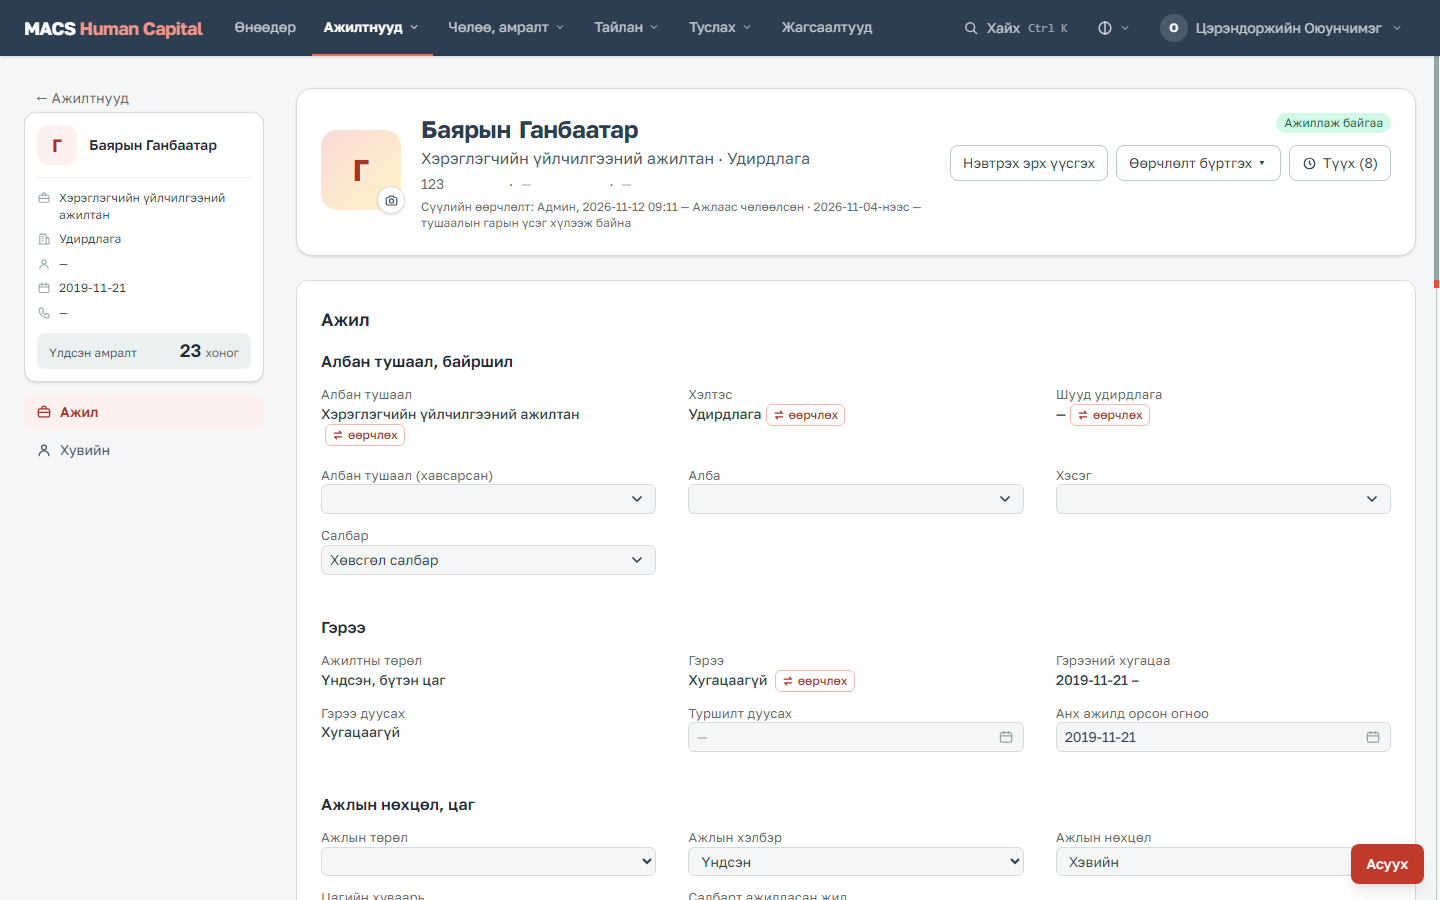 MACS Human Capital
Өнөөдөр
Ажилтнууд
Чөлөө, амралт
Тайлан
Туслах
Жагсаалтууд
Хайх Ctrl K
О
Цэрэндоржийн Оюунчимэг
← Ажилтнууд
Г
Баярын Ганбаатар
Хэрэглэгчийн үйлчилгээний
ажилтан
Удирдлага
—
2019-11-21
—
Үлдсэн амралт 23 хоног
Ажил
Хувийн
Г
Баярын Ганбаатар
Хэрэглэгчийн үйлчилгээний ажилтан · Удирдлага
123 · — · —
Сүүлийн өөрчлөлт: Админ, 2026-11-12 09:11 — Ажлаас чөлөөлсөн · 2026-11-04-нээс —
тушаалын гарын үсэг хүлээж байна
Ажиллаж байгаа
Нэвтрэх эрх үүсгэх
Өөрчлөлт бүртгэх ▾
Түүх (8)
Ажил
Албан тушаал, байршил
Албан тушаал
Хэрэглэгчийн үйлчилгээний ажилтан
⇄ өөрчлөх
Хэлтэс
Удирдлага ⇄ өөрчлөх
Шууд удирдлага
— ⇄ өөрчлөх
Албан тушаал (хавсарсан)
Алба
Хэсэг
Салбар
Хөвсгөл салбар
Гэрээ
Ажилтны төрөл
Үндсэн, бүтэн цаг
Гэрээ
Хугацаагүй ⇄ өөрчлөх
Гэрээний хугацаа
2019-11-21 –
Гэрээ дуусах
Хугацаагүй
Туршилт дуусах
—
Анх ажилд орсон огноо
2019-11-21
Ажлын нөхцөл, цаг
Ажлын төрөл
Ажлын хэлбэр
Үндсэн
Ажлын нөхцөл
Хэвийн
Асуух
Цагийн хуваарь
Салбарт ажилласан жил